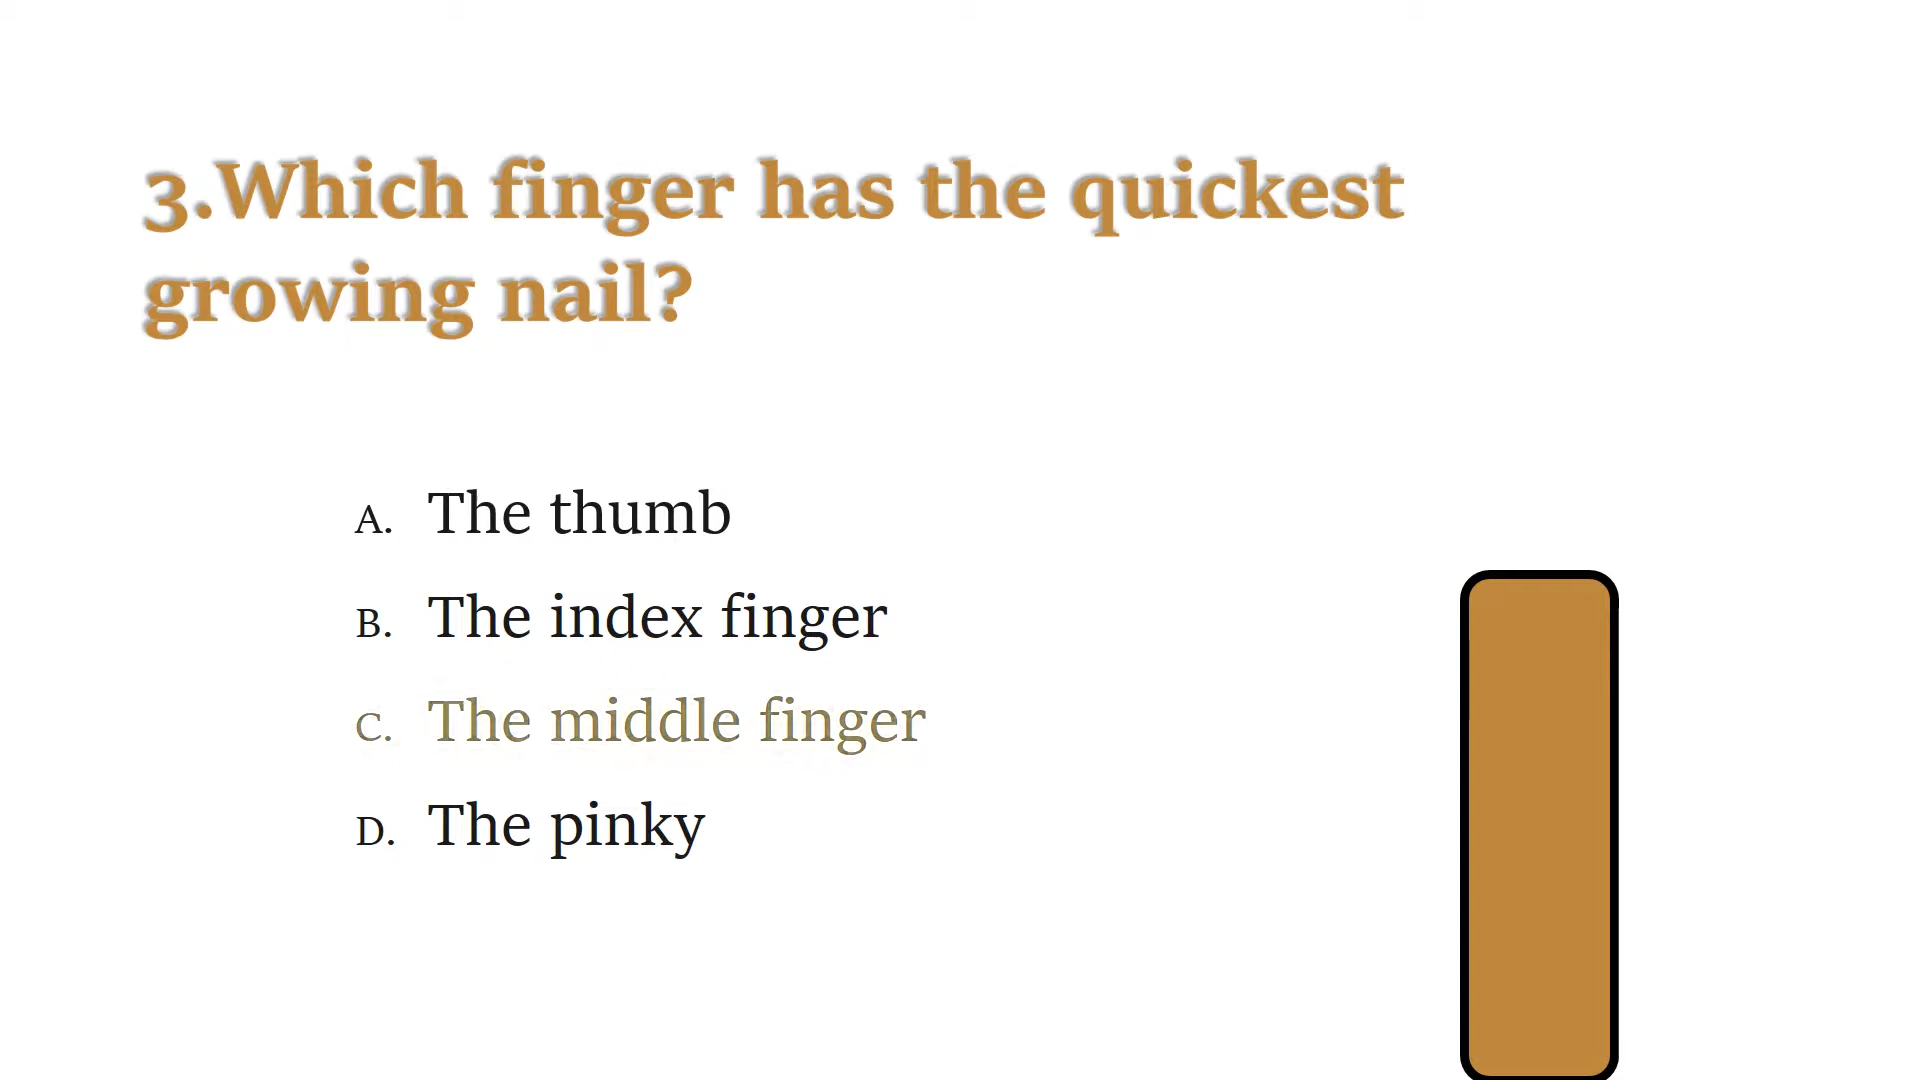 3.Which finger has the quickest
growing nail?
A. The thumb
B. The index finger
C. The middle finger
D. The pinky